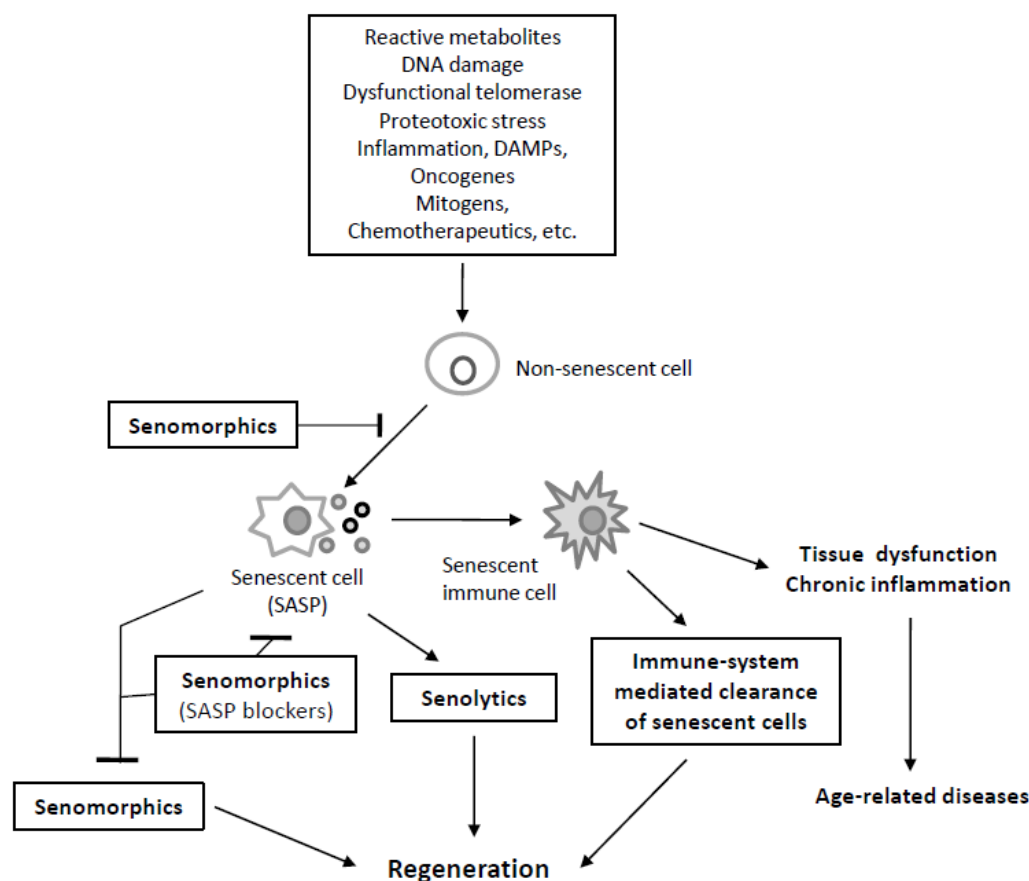 Reactive metabolites
DNA damage
Dysfunctional telomerase
Proteotoxic stress
Inflammation, DAMPs,
Oncogenes
Mitogens,
Chemotherapeutics, etc.
Non-senescent cell
Senomorphics
Senescent cell
(SASP)
Senescent
immune cell
Tissue dysfunction
Chronic inflammation
Senomorphics
(SASP blockers)
Senolytics
Immune-system
mediated clearance
of senescent cells
Senomorphics
Age-related diseases
Regeneration